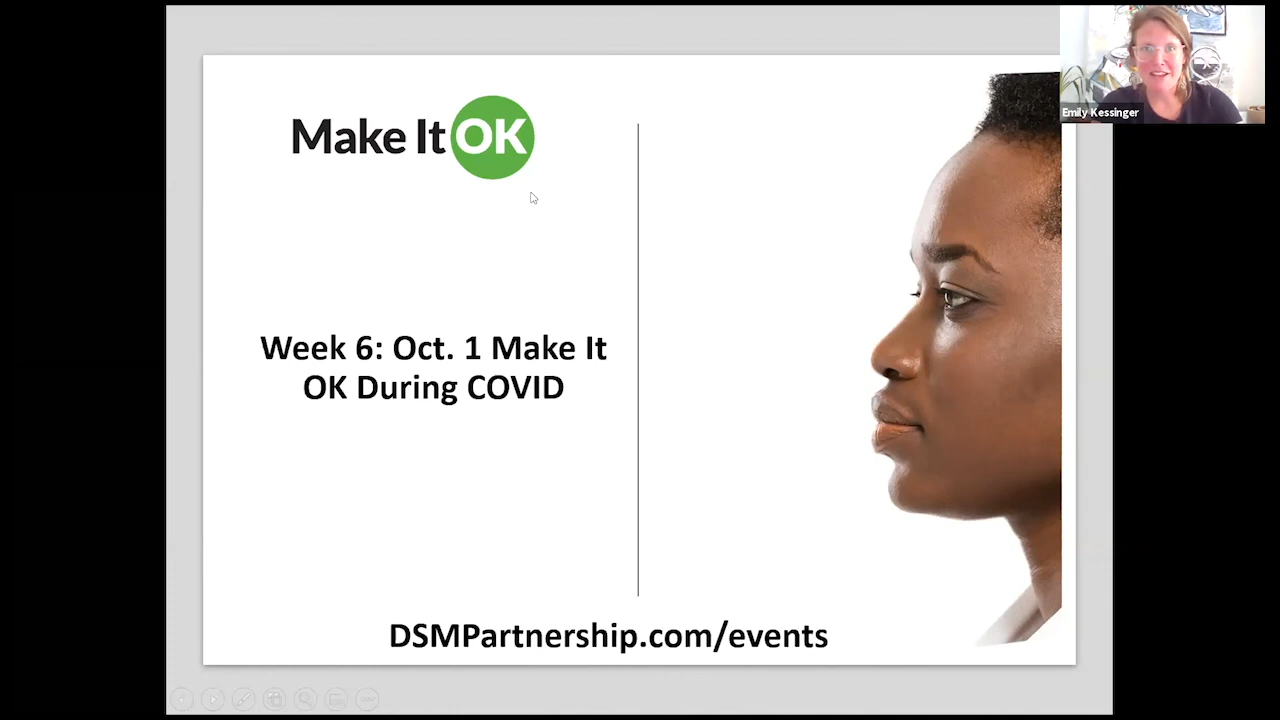 Make It OK
Emily Kessinger
Week 6: Oct. 1 Make It
OK During COVID
DSMPartnership.com/events